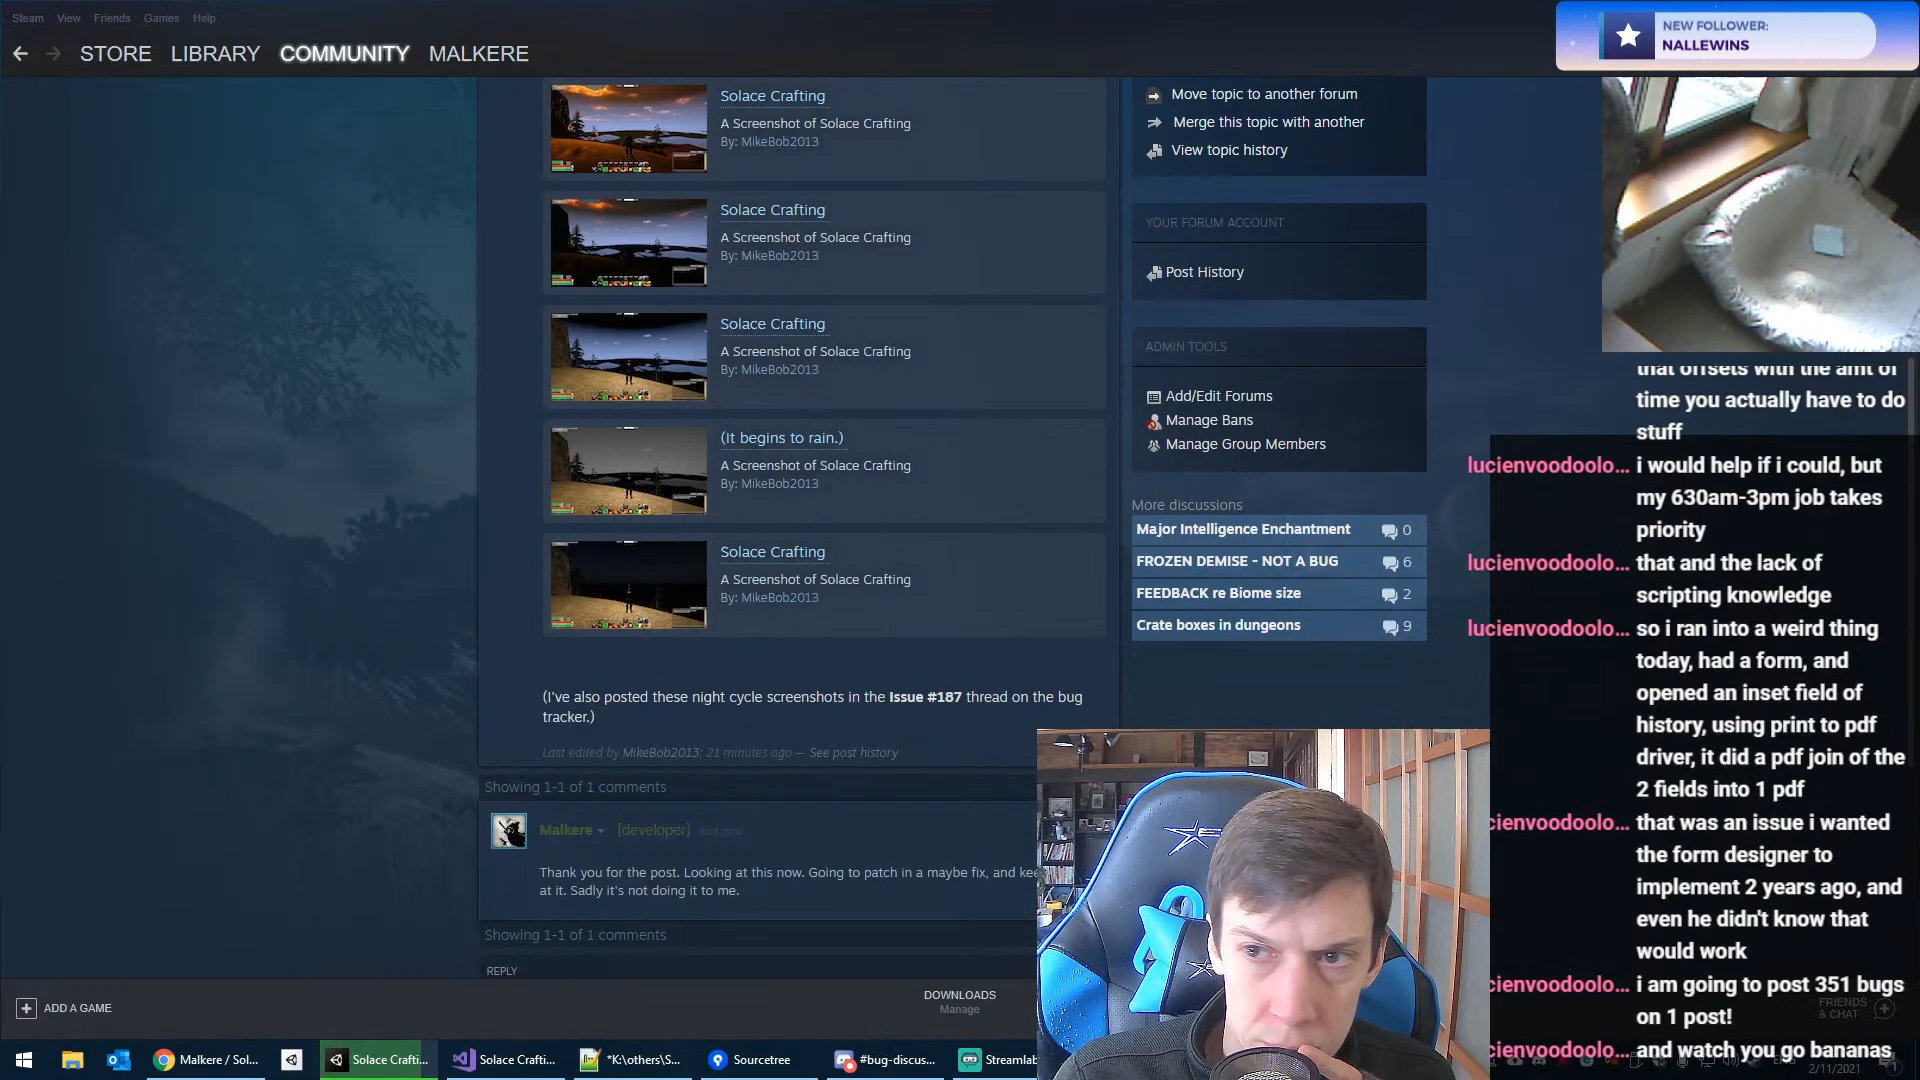 Steam View Friends Games Help
STORE LIBRARY COMMUNITY MALKERE
NEW FOLLOWER:
NALLEWINS
Solace Crafting
A Screenshot of Solace Crafting
By: MikeBob2013
Solace Crafting
A Screenshot of Solace Crafting
By: MikeBob2013
Solace Crafting
A Screenshot of Solace Crafting
By: MikeBob2013
(It begins to rain.)
A Screenshot of Solace Crafting
By: MikeBob2013
Solace Crafting
A Screenshot of Solace Crafting
By: MikeBob2013
(I've also posted these night cycle screenshots in the Issue #187 thread on the bug
tracker.)
Last edited by MikeBob2013; 21 minutes ago — See post history
Showing 1-1 of 1 comments
Malkere [developer] Just now
Thank you for the post. Looking at this now. Going to patch in a maybe fix, and
at it. Sadly it's not doing it to me.
Showing 1-1 of 1 comments
REPLY
Move topic to another forum
Merge this topic with another
View topic history
YOUR FORUM ACCOUNT
Post History
ADMIN TOOLS
Add/Edit Forums
Manage Bans
Manage Group Members
More discussions
Major Intelligence Enchantment 0
FROZEN DEMISE - NOT A BUG 6
FEEDBACK re Biome size 2
Crate boxes in dungeons 9
that offsets with the amt of
time you actually have to do
stuff
lucienvoodoolo... i would help if i could, but
my 630am-3pm job takes
priority
lucienvoodoolo... that and the lack of
scripting knowledge
lucienvoodoolo... so i ran into a weird thing
today, had a form, and
opened an inset field of
history, using print to pdf
driver, it did a pdf join of the
2 fields into 1 pdf
cienvoodoolo... that was an issue i wanted
the form designer to
implement 2 years ago, and
even he didn't know that
would work
cienvoodoolo... i am going to post 351 bugs
on 1 post!
cienvoodoolo... and watch you go bananas
ADD A GAME
DOWNLOADS
Manage
FRIENDS
& CHAT
Malkere / Sol... Solace Crafti... Solace Crafti... *K:\others\S... Sourcetree #bug-discus... Streamlab
2/11/2021